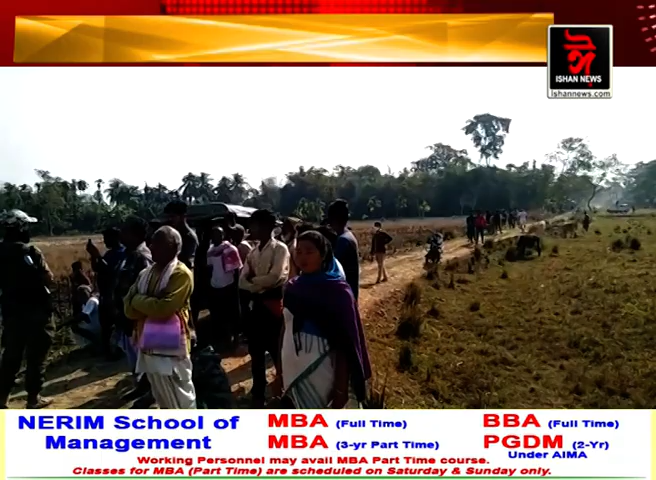 ISHAN NEWS
Ishannews.com
NERIM School of Management
MBA (Full Time)
BBA (Full Time)
MBA (3-yr Part Time)
PGDM (2-Yr)
Under AIMA
Working Personnel may avail MBA Part Time course.
Classes for MBA (Part Time) are scheduled on Saturday & Sunday only.